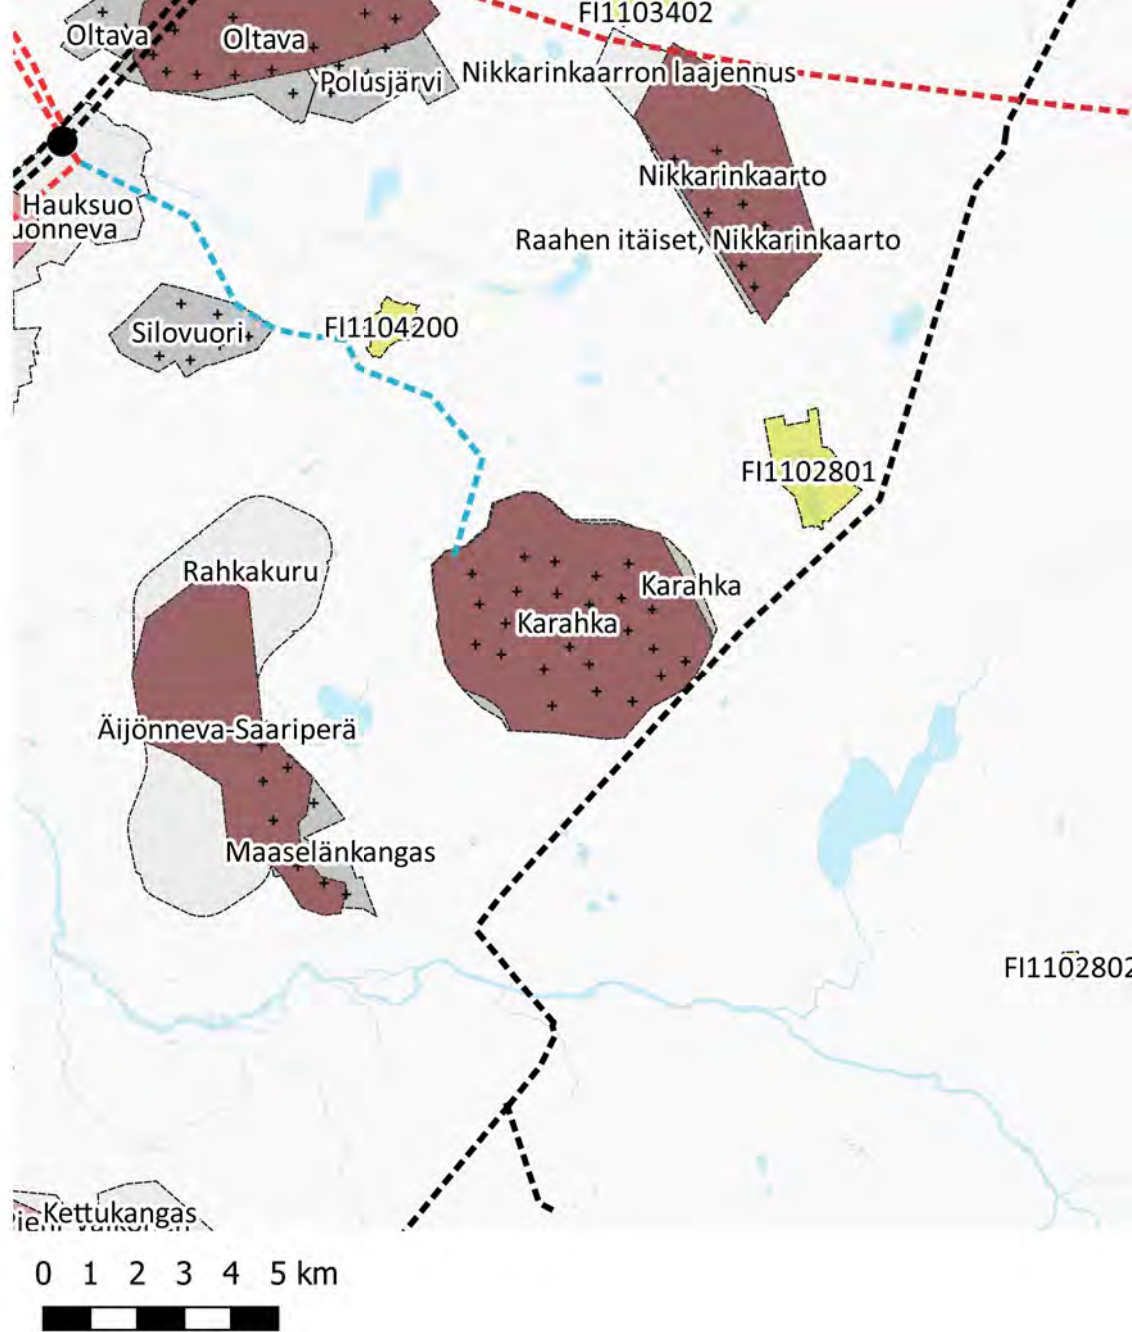 FI1103402
Oltava
Oltava
Polusjärvi
Nikkarinkaarron laajennus
Nikkarinkaarto
Hauksuo
uonneva
Raahen itäiset, Nikkarinkaarto
Silovuori
FI1104200
FI1102801
Rahkakuru
Karahka
Karahka
Äijönneva-Saariperä
Maaselänkangas
FI1102802
Kettukangas
0 1 2 3 4 5 km